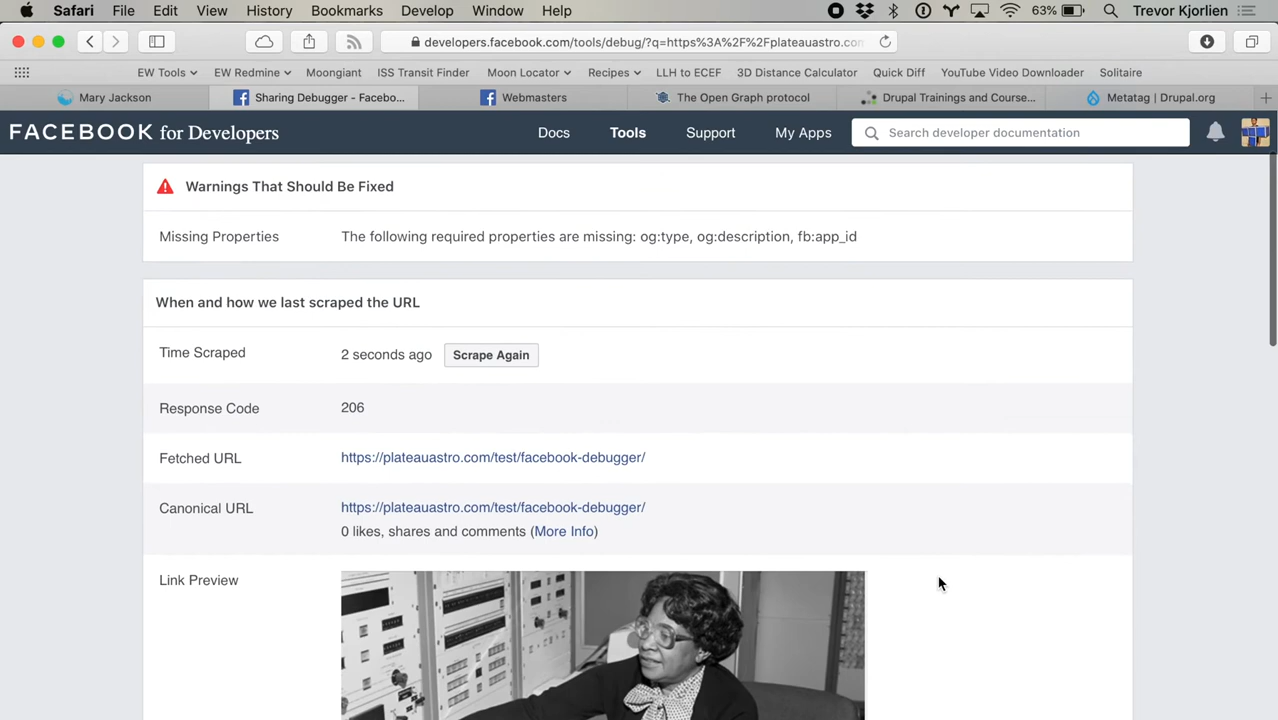 Safari File Edit View History Bookmarks Develop Window Help 63% Trevor Kjorlien
developers.facebook.com/tools/debug/?q=https%3A%2F%2Fplateauastro.com
EW Tools EW Redmine Moongiant ISS Transit Finder Moon Locator Recipes LLH to ECEF 3D Distance Calculator Quick Diff YouTube Video Downloader Solitaire
Mary Jackson Sharing Debugger - Facebo... Webmasters The Open Graph protocol Drupal Trainings and Course... Metatag | Drupal.org
FACEBOOK for Developers Docs Tools Support My Apps Search developer documentation
Warnings That Should Be Fixed
Missing Properties The following required properties are missing: og:type, og:description, fb:app_id
When and how we last scraped the URL
Time Scraped 2 seconds ago Scrape Again
Response Code 206
Fetched URL https://plateauastro.com/test/facebook-debugger/
Canonical URL https://plateauastro.com/test/facebook-debugger/
0 likes, shares and comments (More Info)
Link Preview